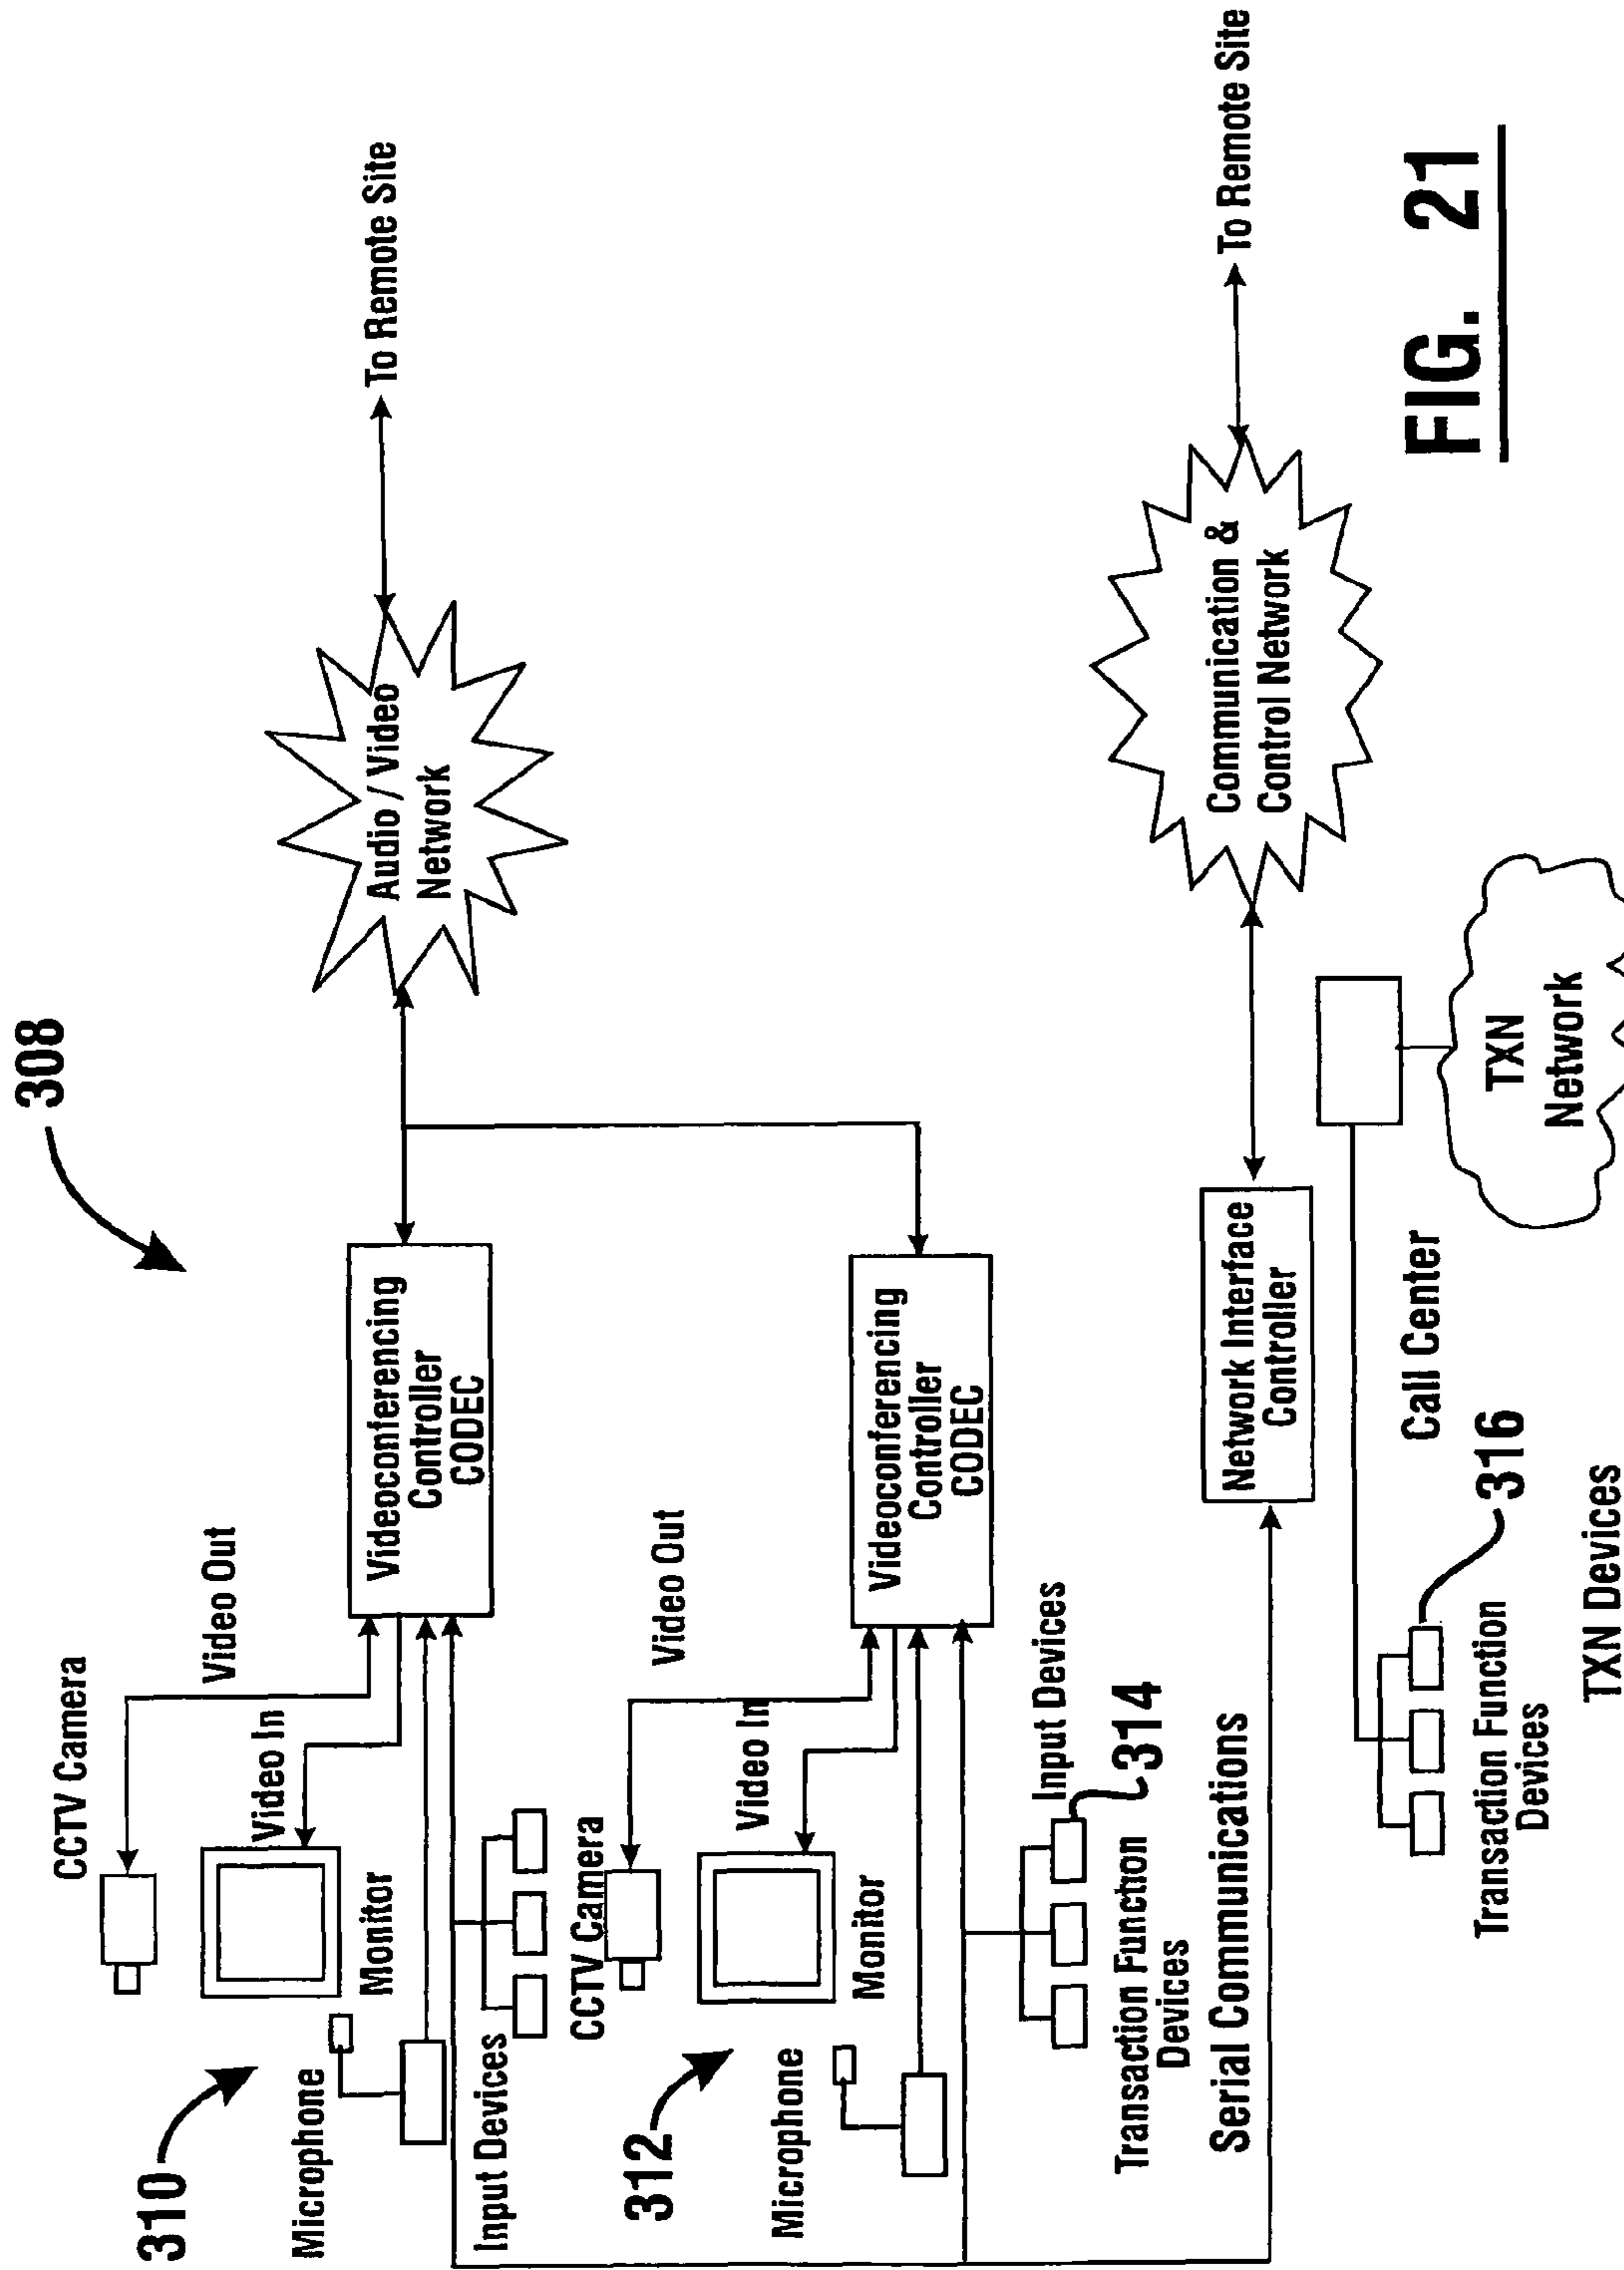 308
310
CCTV Camera
Video Out
Video In
Monitor
Microphone
Input Devices
Videoconferencing
Controller
CODEC
Audio / Video
Network
To Remote Site
312
CCTV Camera
Video Out
Video In
Monitor
Microphone
Input Devices
314
Transaction Function
Devices
Videoconferencing
Controller
CODEC
Serial Communications
Network Interface
Controller
Communication &
Control Network
To Remote Site
Call Center
316
Transaction Function
Devices
TXN Devices
TXN
Network
FIG. 21